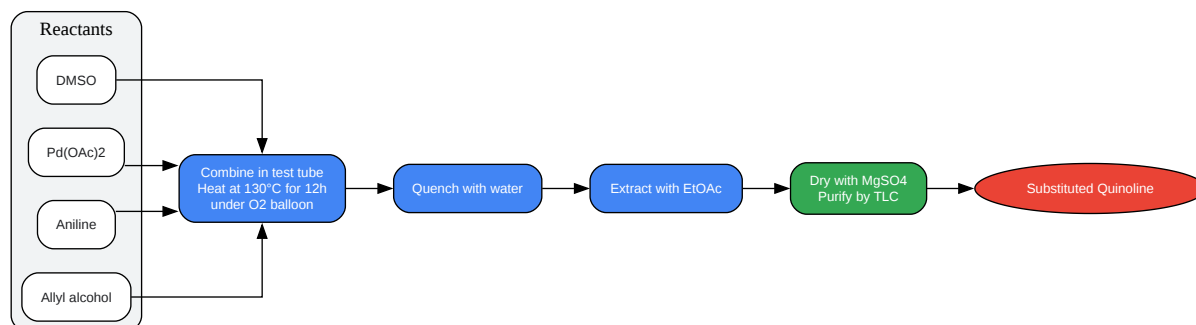 Reactants
DMSO
Pd(OAc)2
Aniline
Allyl alcohol
Combine in test tube
Heat at 130°C for 12h
under O2 balloon
Quench with water
Extract with EtOAc
Dry with MgSO4
Purify by TLC
Substituted Quinoline